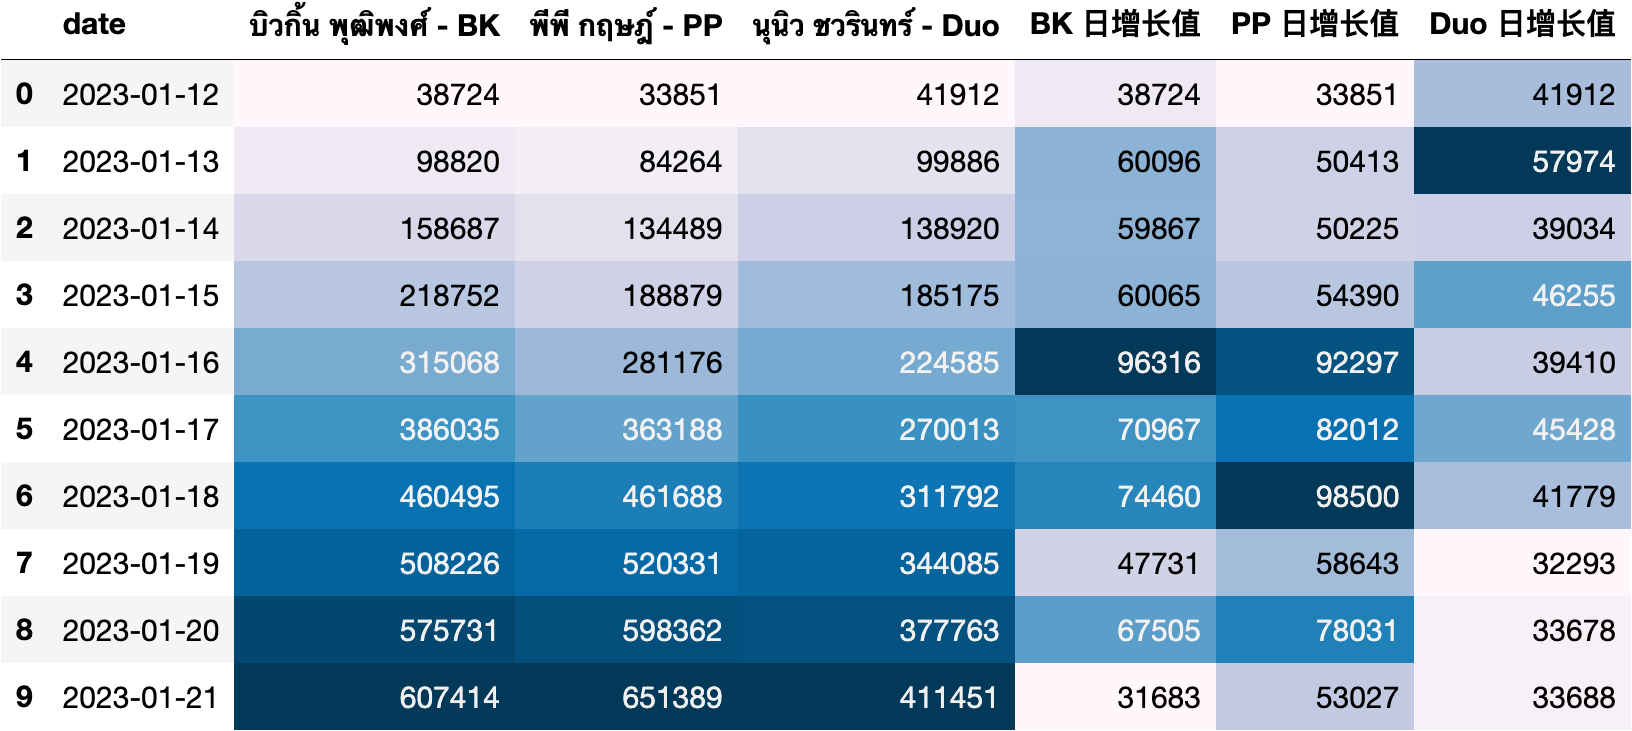 date บิวกิ้น พุฒิพงศ์ - BK พีพี กฤษฎ์ - PP นุนิว ชวรินทร์ - Duo BK 日增长值 PP 日增长值 Duo 日增长值
0 2023-01-12 38724 33851 41912 38724 33851 41912
1 2023-01-13 98820 84264 99886 60096 50413 57974
2 2023-01-14 158687 134489 138920 59867 50225 39034
3 2023-01-15 218752 188879 185175 60065 54390 46255
4 2023-01-16 315068 281176 224585 96316 92297 39410
5 2023-01-17 386035 363188 270013 70967 82012 45428
6 2023-01-18 460495 461688 311792 74460 98500 41779
7 2023-01-19 508226 520331 344085 47731 58643 32293
8 2023-01-20 575731 598362 377763 67505 78031 33678
9 2023-01-21 607414 651389 411451 31683 53027 33688